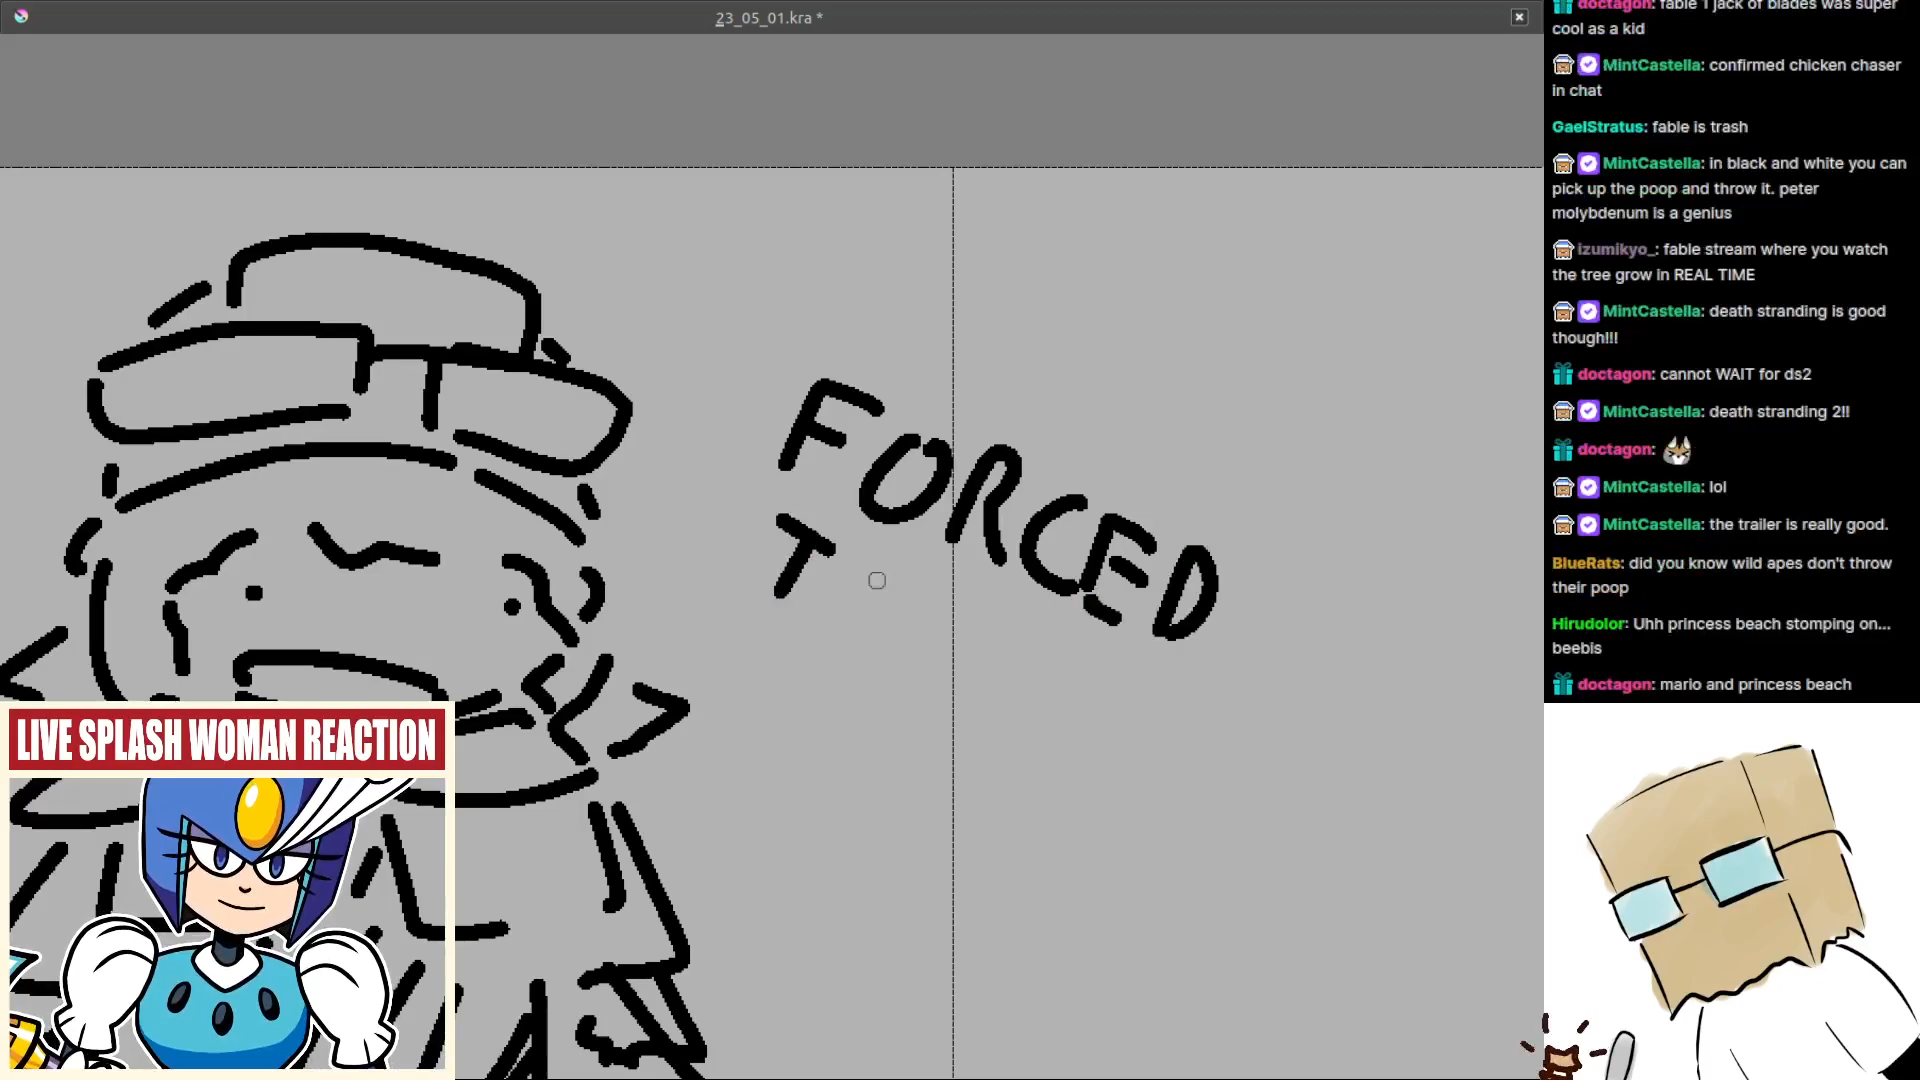 23_05_01.kra *
FORCED
T
LIVE SPLASH WOMAN REACTION
doctagon: fable 1 jack of blades was super
cool as a kid
MintCastella: confirmed chicken chaser
in chat
GaelStratus: fable is trash
MintCastella: in black and white you can
pick up the poop and throw it. peter
molybdenum is a genius
izumikyo_: fable stream where you watch
the tree grow in REAL TIME
MintCastella: death stranding is good
though!!!
doctagon: cannot WAIT for ds2
MintCastella: death stranding 2!!
doctagon:
MintCastella: lol
MintCastella: the trailer is really good.
BlueRats: did you know wild apes don't throw
their poop
Hirudolor: Uhh princess beach stomping on...
beebis
doctagon: mario and princess beach